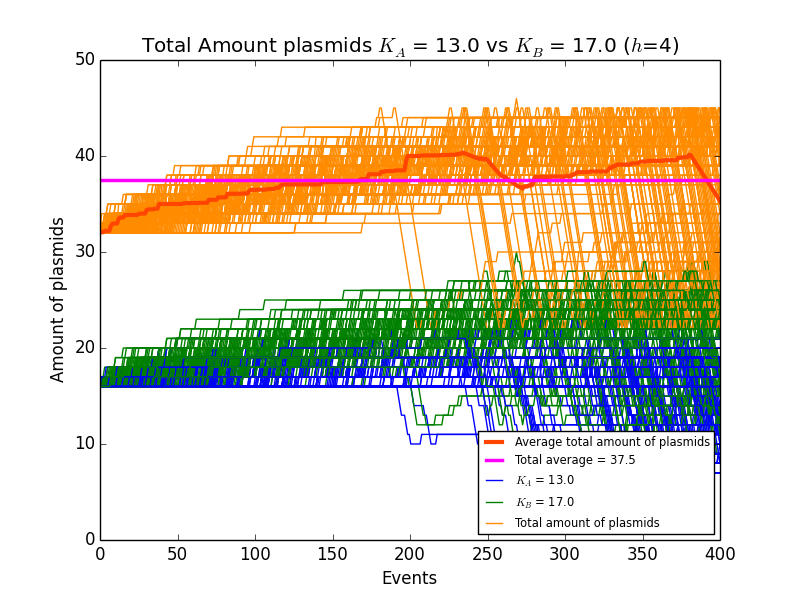 Total Amount plasmids K_A = 13.0 vs K_B = 17.0 (h=4)
50
40
30
20
10
0
Amount of plasmids
Average total amount of plasmids
Total average = 37.5
K_A = 13.0
K_B = 17.0
Total amount of plasmids
0 50 100 150 200 250 300 350 400
Events